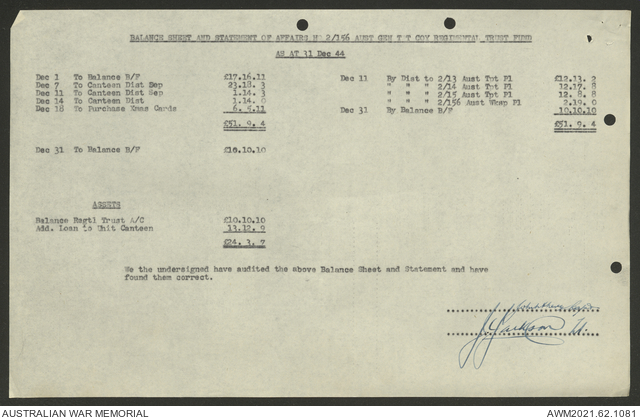 BALANCE SHEET AND STATEMENT OF AFFAIRS HQ 2/156 AUST GEN T PT COY REGIMENTAL TRUST FUND
AS AT 31 Dec 44
Dec 1 To Balance B/F £17.16.11 Dec 11 By Dist to 2/13 Aust Tpt Pl £12.13. 2
Dec 7 To Canteen Dist Sep 23.18. 3 " " " 2/14 Aust Tpt Pl 12.17. 8
Dec 11 To Canteen Dist Sep 1.14. 3 " " " 2/15 Aust Tpt Pl 12. 8. 8
Dec 14 To Canteen Dist 1.14. 0 " " " 2/156 Aust Wksp Pl 2.19. 0
Dec 18 To Purchase Xmas Cards 6. 5.11 Dec 31 By Balance B/F 10.10.10
£51. 9. 4 £51. 9. 4
Dec 31 To Balance B/F £10.10.10
ASSETS
Balance Regtl Trust A/C £10.10.10
Add. Loan to Unit Canteen 13.12. 9
£24. 3. 7
We the undersigned have audited the above Balance Sheet and Statement and have
found them correct.
J Jackson Lt.
AUSTRALIAN WAR MEMORIAL AWM2021.62.1081